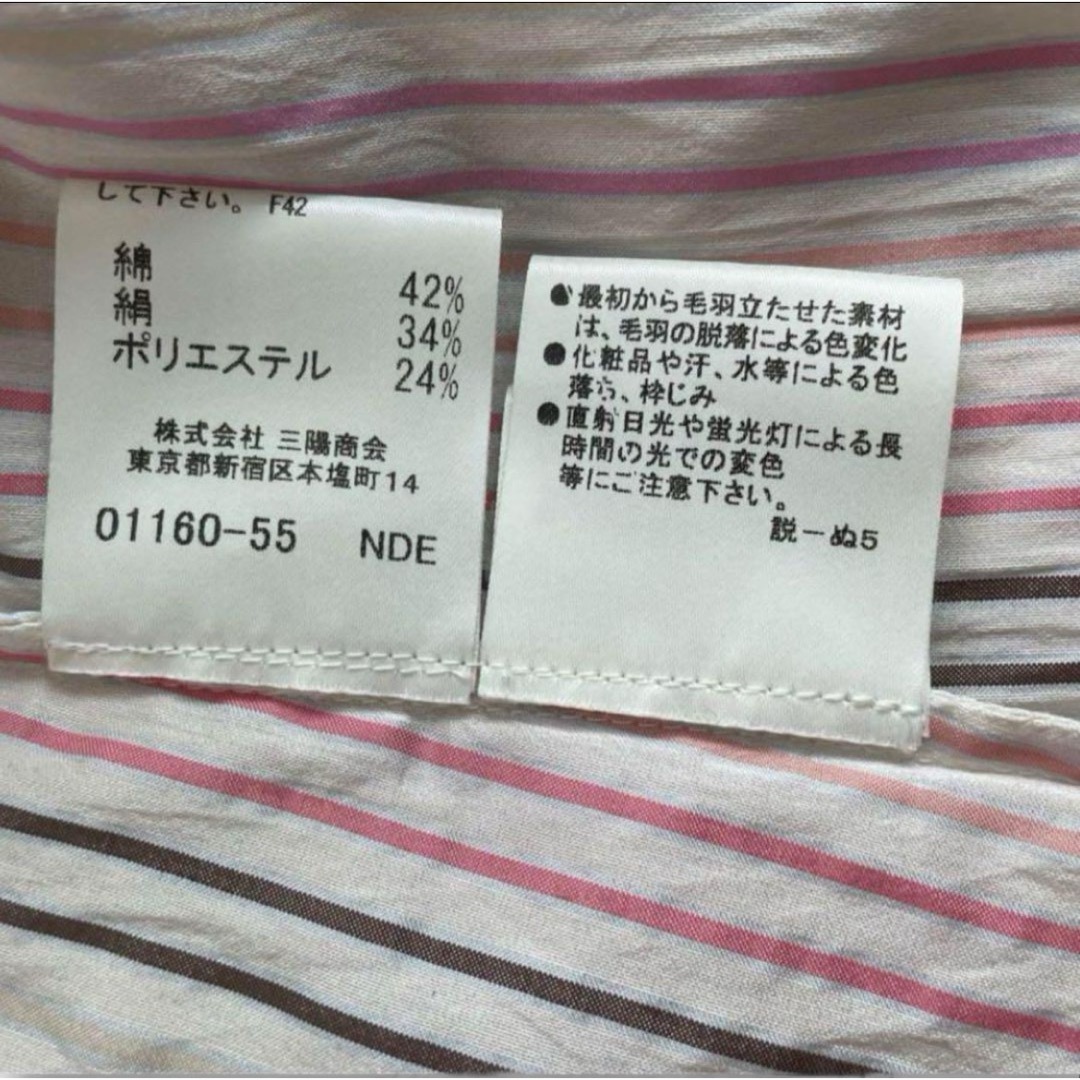 して下さい。 F42
綿 42%
絹 34%
ポリエステル 24%
株式会社 三陽商会
東京都新宿区本塩町14
01160-55 NDE
●最初から毛羽立たせた素材
は、毛羽の脱落による色変化
●化粧品や汗、水等による色
落ち、枠じみ
●直射日光や蛍光灯による長
時間の光での変色
等にご注意下さい。
説ーぬ5